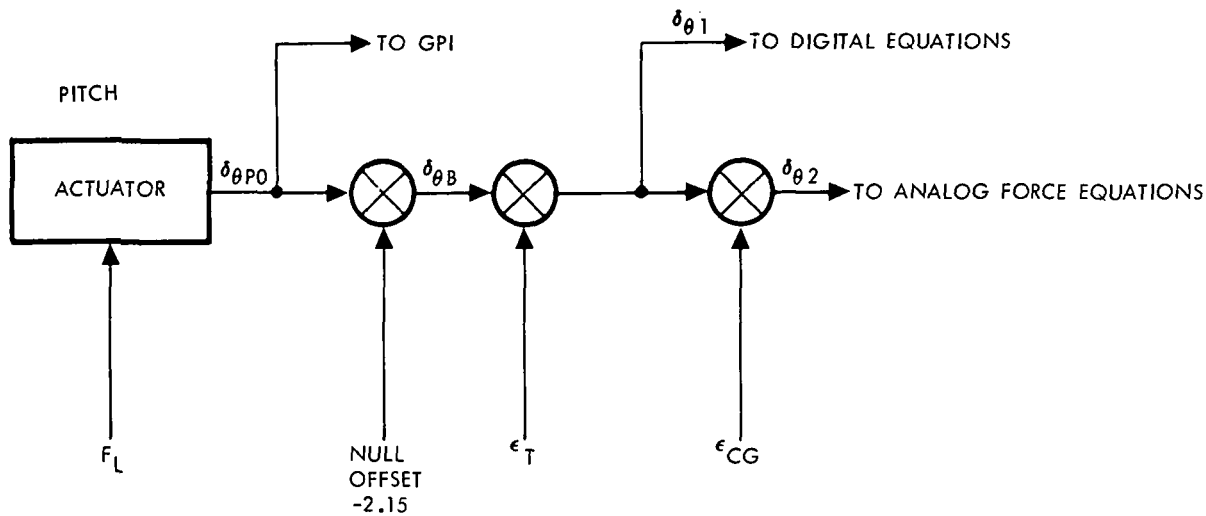 δθ1
TO GPI
TO DIGITAL EQUATIONS
PITCH
ACTUATOR
δθPO
δθB
δθ2
TO ANALOG FORCE EQUATIONS
FL
NULL
OFFSET
-2.15
ϵT
ϵCG